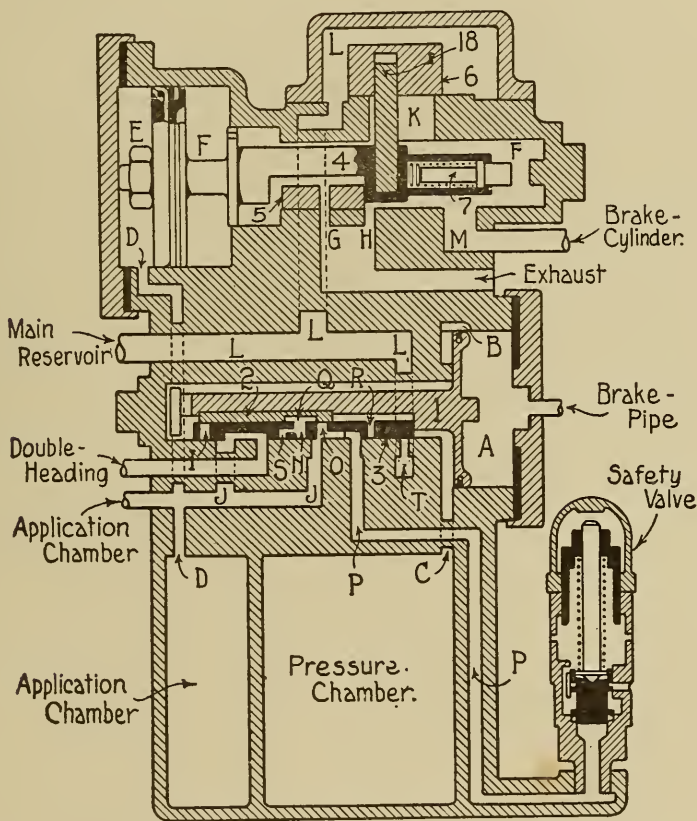 L
18
6
E
F
K
F
4
7
5
D
G
H
M
Brake-
Cylinder
Exhaust
Main
Reservoir
L
L
L
B
2
Q
R
1
Brake-
Pipe
A
Double-
Heading
I
S
N
O
3
J
J
T
Safety
Valve
Application
Chamber
D
P
C
Application
Chamber
Pressure
Chamber.
P